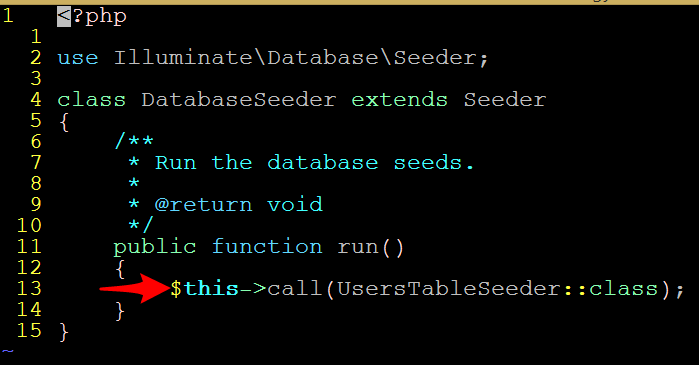 1   <?php
  1
  2 use Illuminate\Database\Seeder;
  3
  4 class DatabaseSeeder extends Seeder
  5 {
  6     /**
  7      * Run the database seeds.
  8      *
  9      * @return void
 10      */
 11     public function run()
 12     {
 13         $this->call(UsersTableSeeder::class);
 14     }
 15 }
~